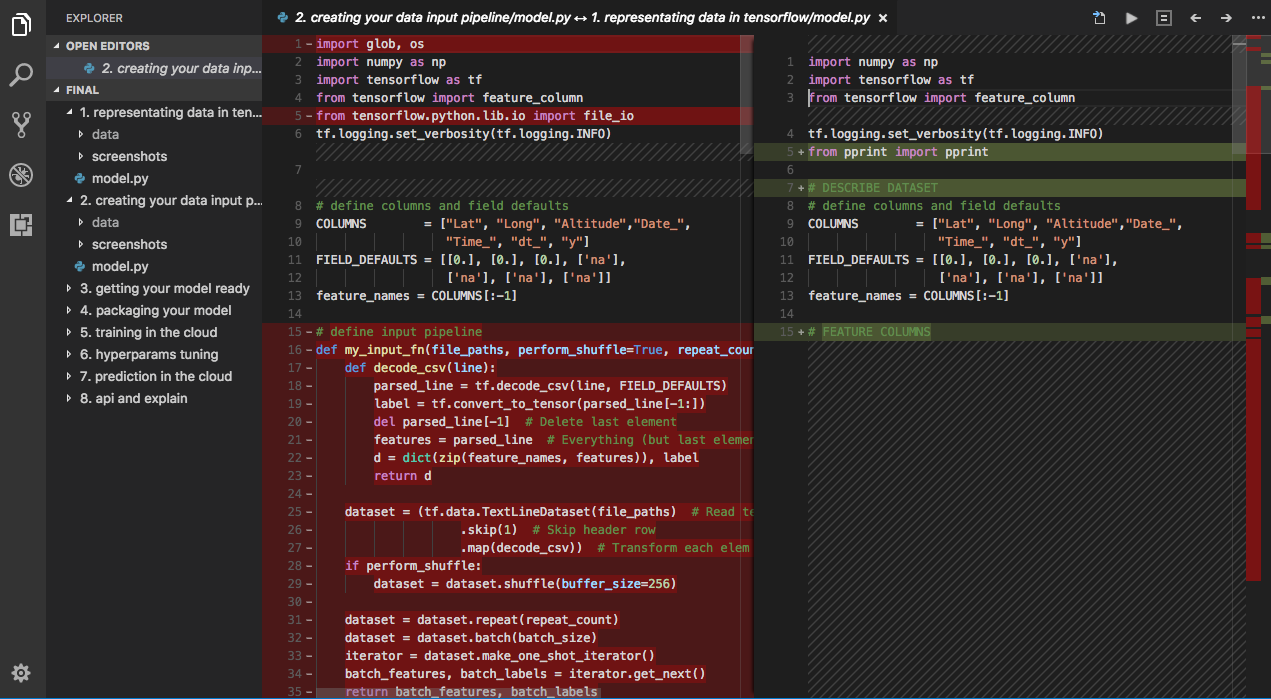 EXPLORER
OPEN EDITORS
2. creating your data inp...
FINAL
1. representating data in ten...
data
screenshots
model.py
2. creating your data input p...
data
screenshots
model.py
3. getting your model ready
4. packaging your model
5. training in the cloud
6. hyperparams tuning
7. prediction in the cloud
8. api and explain
2. creating your data input pipeline/model.py ↔ 1. representating data in tensorflow/model.py ×
1 - import glob, os
2 import numpy as np
3 import tensorflow as tf
4 from tensorflow import feature_column
5 - from tensorflow.python.lib.io import file_io
6 tf.logging.set_verbosity(tf.logging.INFO)
7
8 # define columns and field defaults
9 COLUMNS        = ["Lat", "Long", "Altitude","Date_",
10                   "Time_", "dt_", "y"]
11 FIELD_DEFAULTS = [[0.], [0.], [0.], ['na'],
12                   ['na'], ['na'], ['na']]
13 feature_names = COLUMNS[:-1]
14
15 - # define input pipeline
16 - def my_input_fn(file_paths, perform_shuffle=True, repeat_cou
17 -     def decode_csv(line):
18 -         parsed_line = tf.decode_csv(line, FIELD_DEFAULTS)
19 -         label = tf.convert_to_tensor(parsed_line[-1:])
20 -         del parsed_line[-1]  # Delete last element
21 -         features = parsed_line  # Everything (but last elemen
22 -         d = dict(zip(feature_names, features)), label
23 -         return d
24 -
25 -     dataset = (tf.data.TextLineDataset(file_paths)  # Read te
26 -                     .skip(1)  # Skip header row
27 -                     .map(decode_csv))  # Transform each elem
28 -     if perform_shuffle:
29 -         dataset = dataset.shuffle(buffer_size=256)
30 -
31 -     dataset = dataset.repeat(repeat_count)
32 -     dataset = dataset.batch(batch_size)
33 -     iterator = dataset.make_one_shot_iterator()
34 -     batch_features, batch_labels = iterator.get_next()
35 -     return batch_features, batch_labels
1 import numpy as np
2 import tensorflow as tf
3 from tensorflow import feature_column
4 tf.logging.set_verbosity(tf.logging.INFO)
5 + from pprint import pprint
6
7 + # DESCRIBE DATASET
8 # define columns and field defaults
9 COLUMNS        = ["Lat", "Long", "Altitude","Date_",
10                   "Time_", "dt_", "y"]
11 FIELD_DEFAULTS = [[0.], [0.], [0.], ['na'],
12                   ['na'], ['na'], ['na']]
13 feature_names = COLUMNS[:-1]
14
15 + # FEATURE COLUMNS